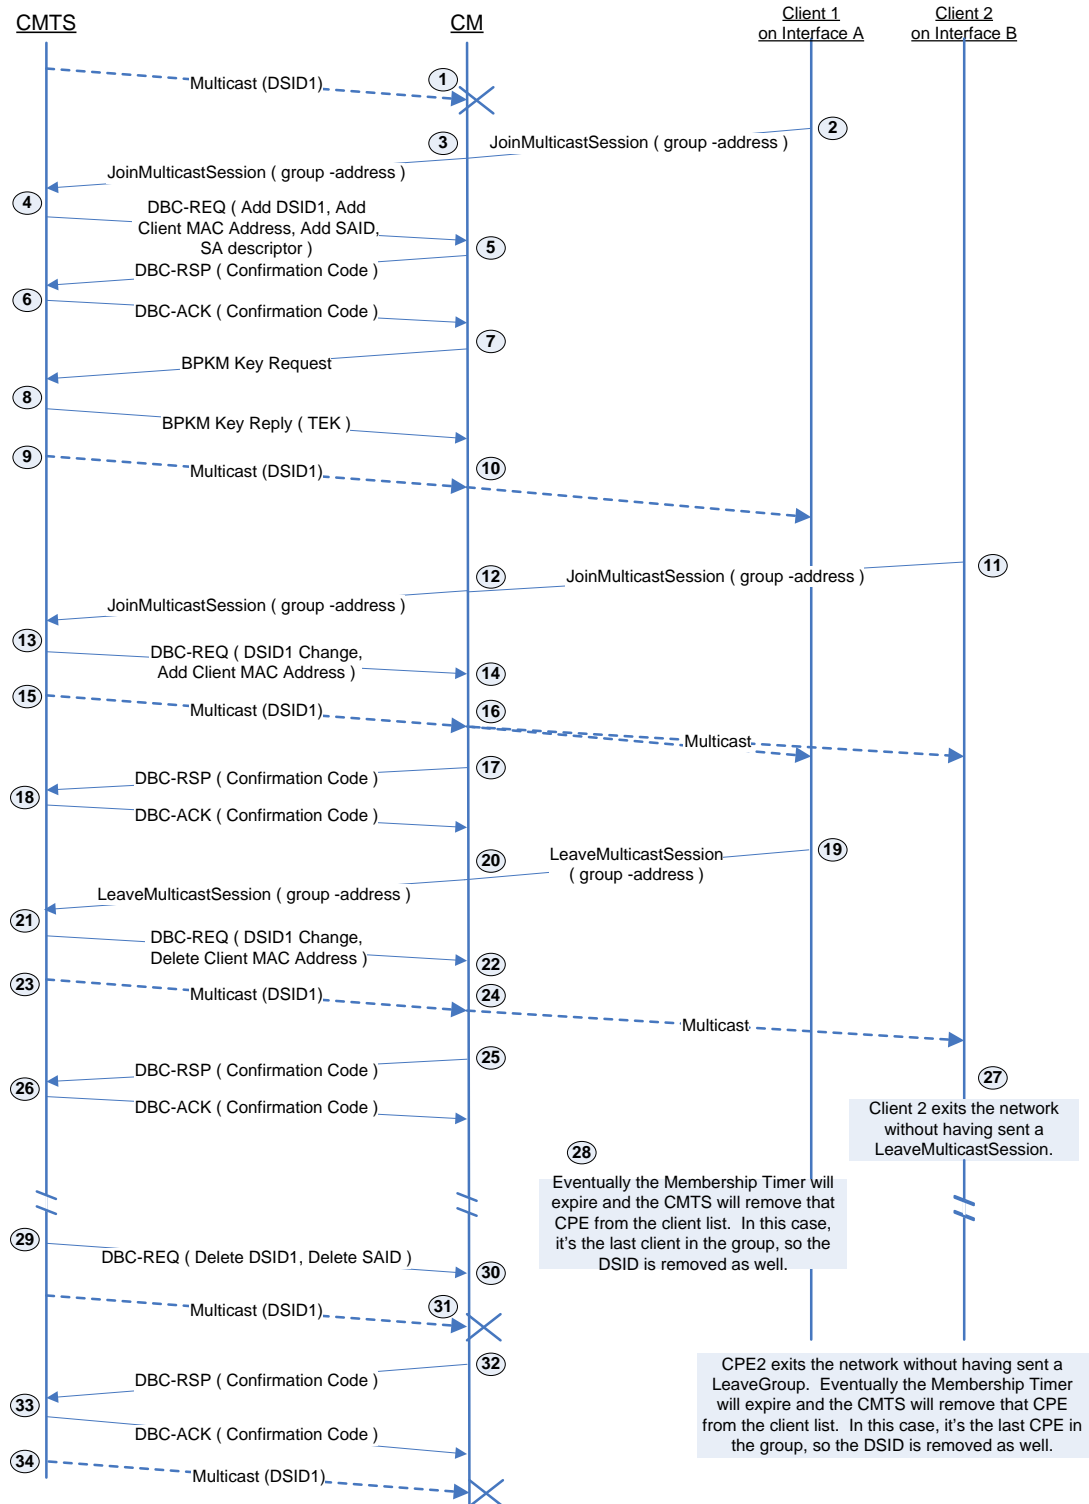 CMTS
CM
Client 1
on Interface A
Client 2
on Interface B
1
Multicast (DSID1)
2
3
JoinMulticastSession ( group -address )
JoinMulticastSession ( group -address )
4
DBC-REQ ( Add DSID1, Add
Client MAC Address, Add SAID,
SA descriptor )
5
DBC-RSP ( Confirmation Code )
6
DBC-ACK ( Confirmation Code )
7
BPKM Key Request
8
BPKM Key Reply ( TEK )
9
Multicast (DSID1)
10
11
12
JoinMulticastSession ( group -address )
JoinMulticastSession ( group -address )
13
DBC-REQ ( DSID1 Change,
Add Client MAC Address )
14
15
Multicast (DSID1)
16
Multicast
17
DBC-RSP ( Confirmation Code )
18
DBC-ACK ( Confirmation Code )
19
20
LeaveMulticastSession
( group -address )
LeaveMulticastSession ( group -address )
21
DBC-REQ ( DSID1 Change,
Delete Client MAC Address )
22
23
Multicast (DSID1)
24
Multicast
25
DBC-RSP ( Confirmation Code )
26
DBC-ACK ( Confirmation Code )
27
Client 2 exits the network
without having sent a
LeaveMulticastSession.
28
Eventually the Membership Timer will
expire and the CMTS will remove that
CPE from the client list. In this case,
it's the last client in the group, so the
DSID is removed as well.
29
DBC-REQ ( Delete DSID1, Delete SAID )
30
Multicast (DSID1)
31
32
DBC-RSP ( Confirmation Code )
33
DBC-ACK ( Confirmation Code )
34
Multicast (DSID1)
CPE2 exits the network without having sent a
LeaveGroup. Eventually the Membership Timer
will expire and the CMTS will remove that CPE
from the client list. In this case, it's the last CPE in
the group, so the DSID is removed as well.